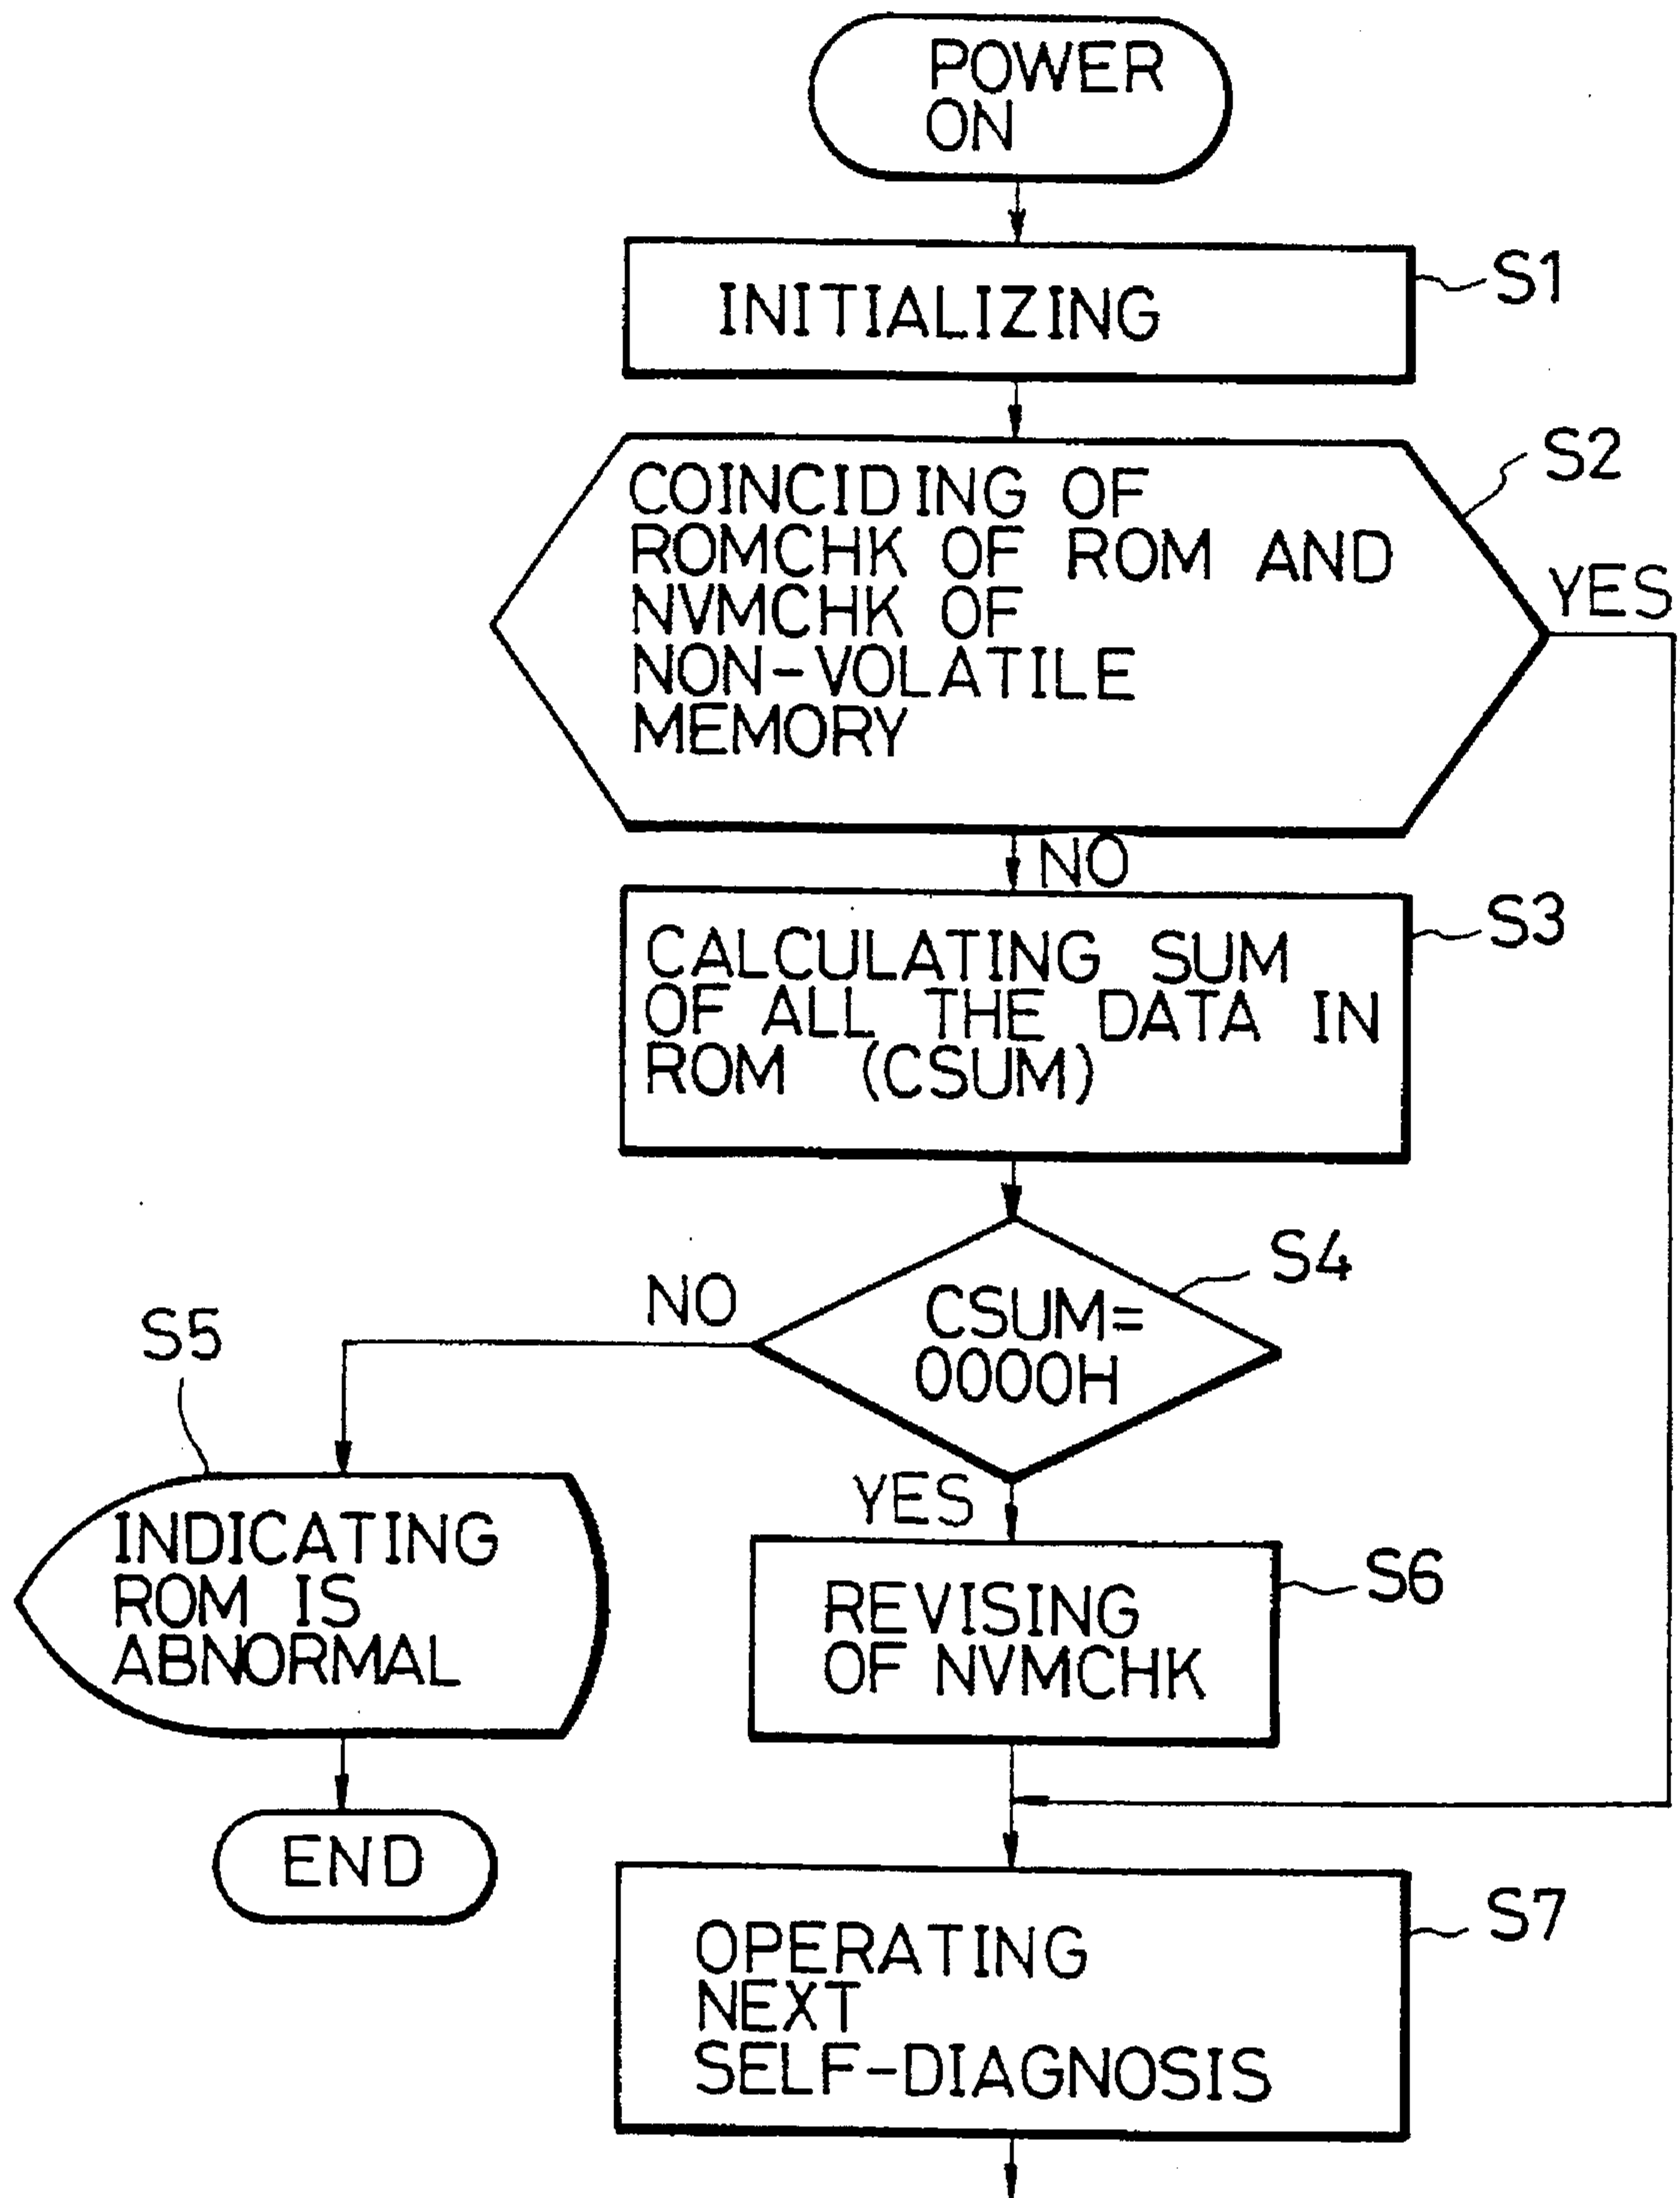 POWER
ON
INITIALIZING
S1
S2
COINCIDING OF
ROMCHK OF ROM AND
NVMCHK OF
NON-VOLATILE
MEMORY
YES
NO
S3
CALCULATING SUM
OF ALL THE DATA IN
ROM (CSUM)
S4
NO
CSUM=
0000H
S5
YES
INDICATING
ROM IS
ABNORMAL
S6
REVISING
OF NVMCHK
END
S7
OPERATING
NEXT
SELF-DIAGNOSIS